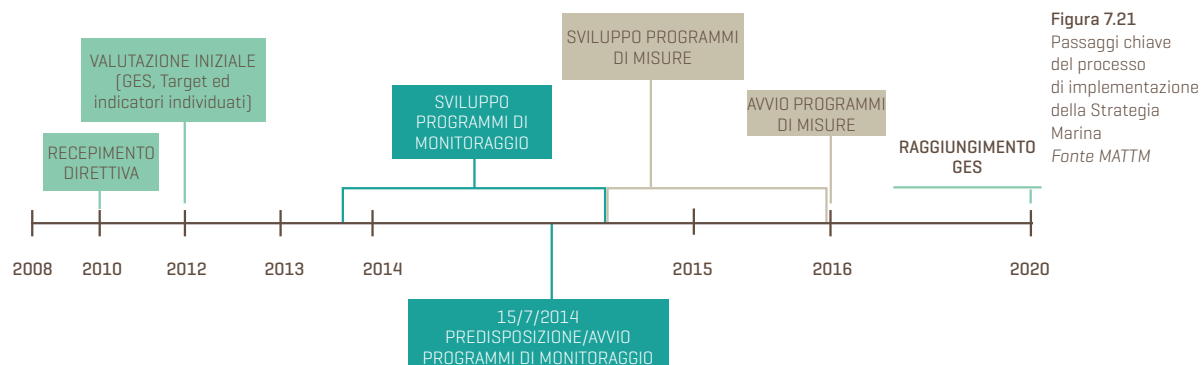 SVILUPPO PROGRAMMI
DI MISURE
Figura 7.21
Passaggi chiave
del processo
di implementazione
della Strategia
Marina
Fonte MATTM
VALUTAZIONE INIZIALE
(GES, Target ed
indicatori individuati)
SVILUPPO
PROGRAMMI DI
MONITORAGGIO
AVVIO PROGRAMMI
DI MISURE
RECEPIMENTO
DIRETTIVA
RAGGIUNGIMENTO
GES
2008 2010 2012 2013 2014 2015 2016 2020
15/7/2014
PREDISPOSIZIONE/AVVIO
PROGRAMMI DI MONITORAGGIO